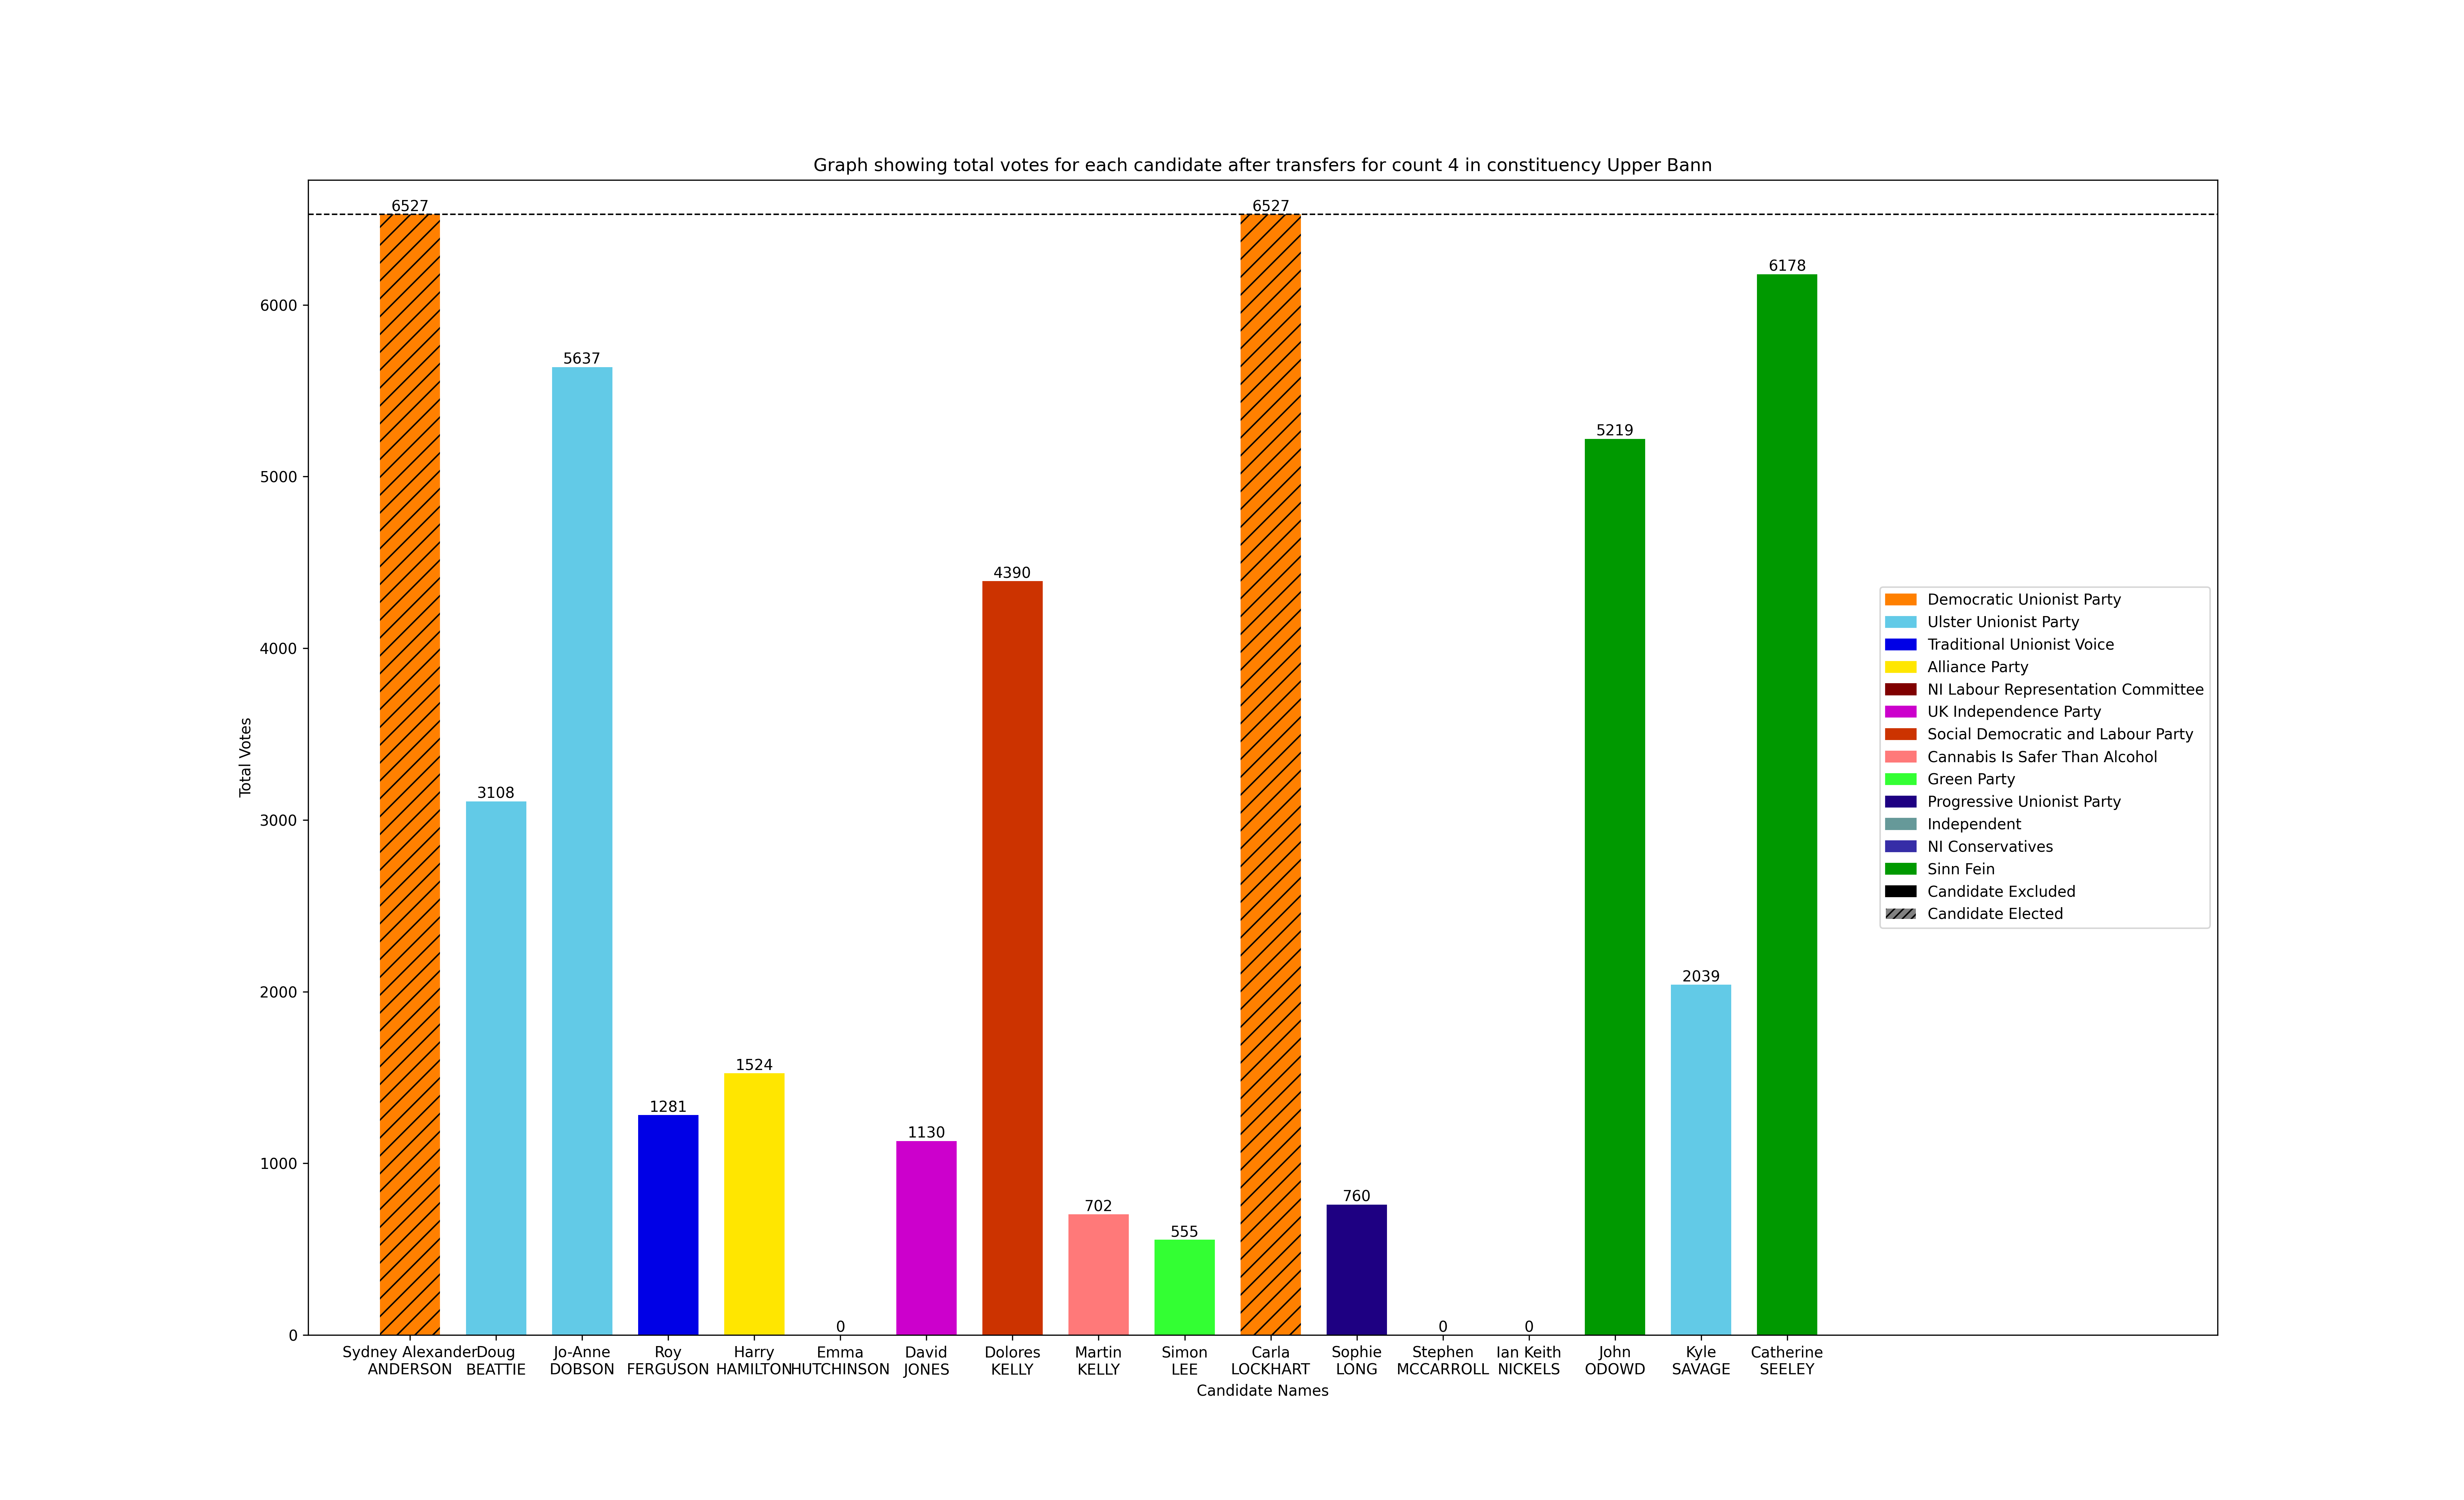 Graph showing total votes for each candidate after transfers for count 4 in constituency Upper Bann
6527
6527
6178
6000
5637
5219
5000
4390
4000
3108
3000
2039
2000
1524
1281
1130
1000
760
702
555
0
0
0
0
Total Votes
Democratic Unionist Party
Ulster Unionist Party
Traditional Unionist Voice
Alliance Party
NI Labour Representation Committee
UK Independence Party
Social Democratic and Labour Party
Cannabis Is Safer Than Alcohol
Green Party
Progressive Unionist Party
Independent
NI Conservatives
Sinn Fein
Candidate Excluded
Candidate Elected
Sydney Alexander
ANDERSON
Doug
BEATTIE
Jo-Anne
DOBSON
Roy
FERGUSON
Harry
HAMILTON
Emma
HUTCHINSON
David
JONES
Dolores
KELLY
Martin
KELLY
Simon
LEE
Carla
LOCKHART
Sophie
LONG
Stephen
MCCARROLL
Ian Keith
NICKELS
John
ODOWD
Kyle
SAVAGE
Catherine
SEELEY
Candidate Names